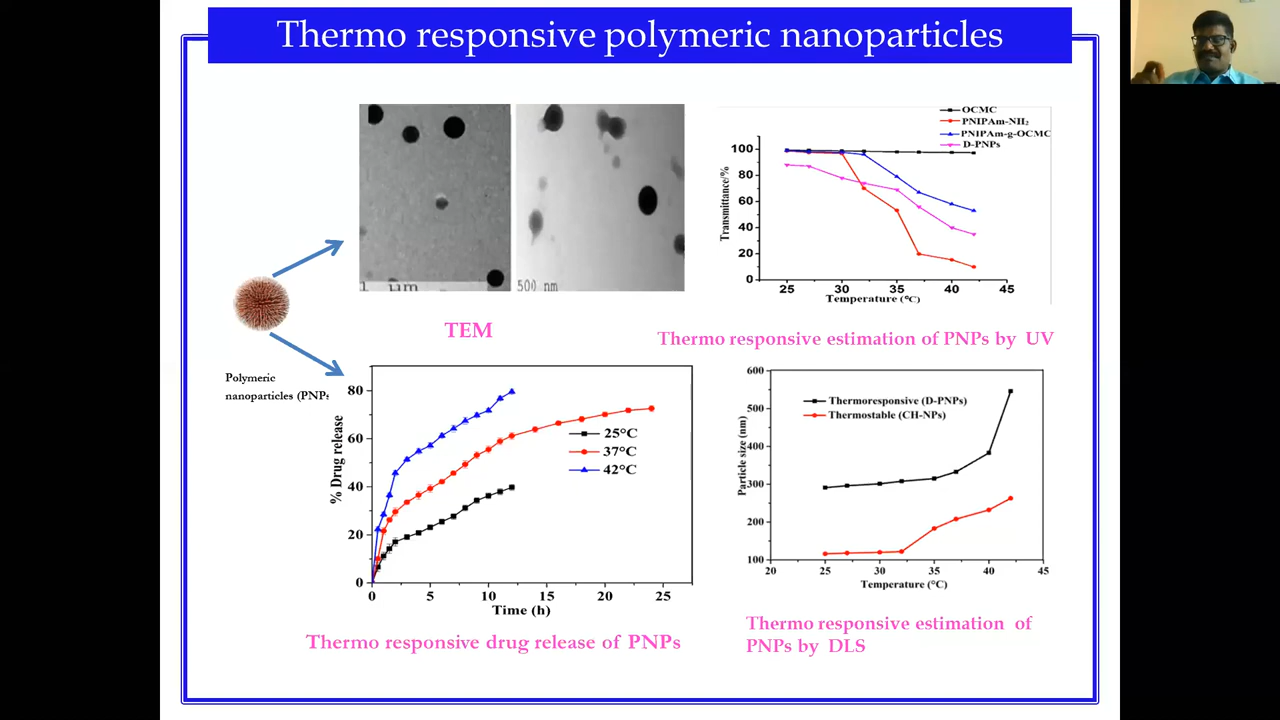 Thermo responsive polymeric nanoparticles
1 µm
500 nm
TEM
Polymeric
nanoparticles (PNPs
OCMC
PNIPAm-NH₂
PNIPAm-g-OCMC
D-PNPs
Transmittance/%
100
80
60
40
20
0
25 30 35 40 45
Temperature (°C)
Thermo responsive estimation of PNPs by UV
% Drug release
80
60
40
20
0
25°C
37°C
42°C
0 5 10 15 20 25
Time (h)
Thermo responsive drug release of PNPs
Particle size (nm)
600
500
400
300
200
100
Thermoresponsive (D-PNPs)
Thermostable (CH-NPs)
20 25 30 35 40 45
Temperature (°C)
Thermo responsive estimation of
PNPs by DLS